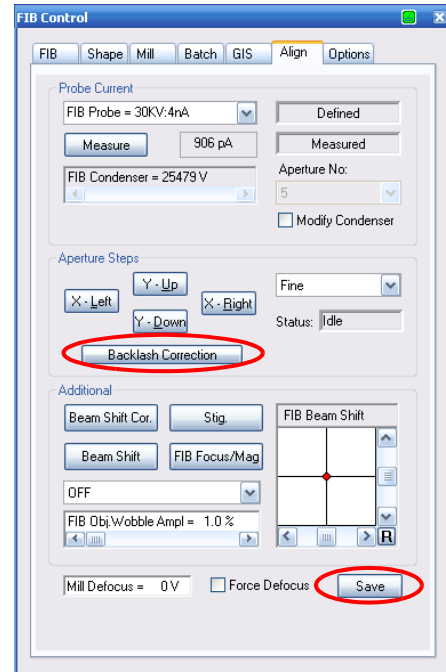 FIB Control
FIB Shape Mill Batch GIS Align Options
Probe Current
FIB Probe = 30KV:4nA
Defined
Measure
906 pA
Measured
FIB Condenser = 25479 V
Aperture No:
5
Modify Condenser
Aperture Steps
Y - Up
Fine
X - Left
X - Right
Y - Down
Status: Idle
Backlash Correction
Additional
Beam Shift Cor.
Stig.
FIB Beam Shift
Beam Shift
FIB Focus/Mag
OFF
FIB Obj.Wobble Ampl = 1.0 %
R
Mill Defocus = 0 V
Force Defocus
Save